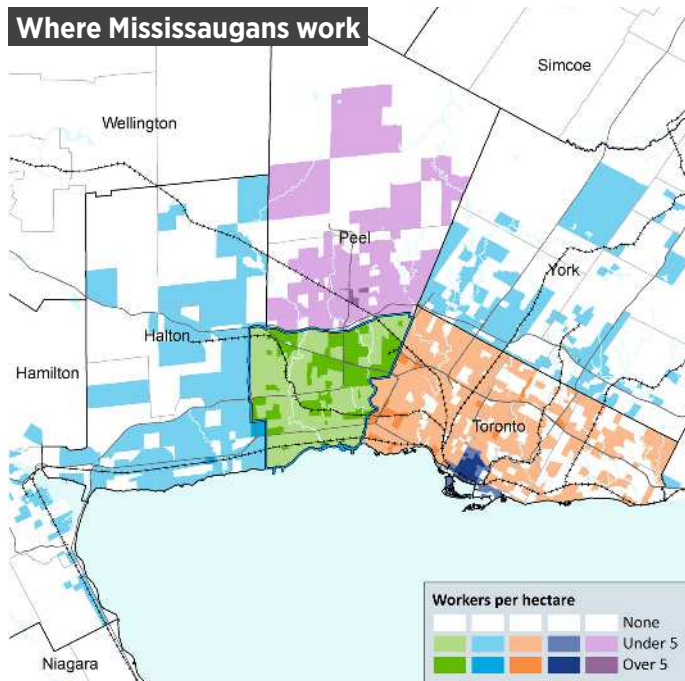 Where Mississaugans work
Simcoe
Wellington
Peel
York
Halton
Hamilton
Toronto
Niagara
Workers per hectare
None
Under 5
Over 5